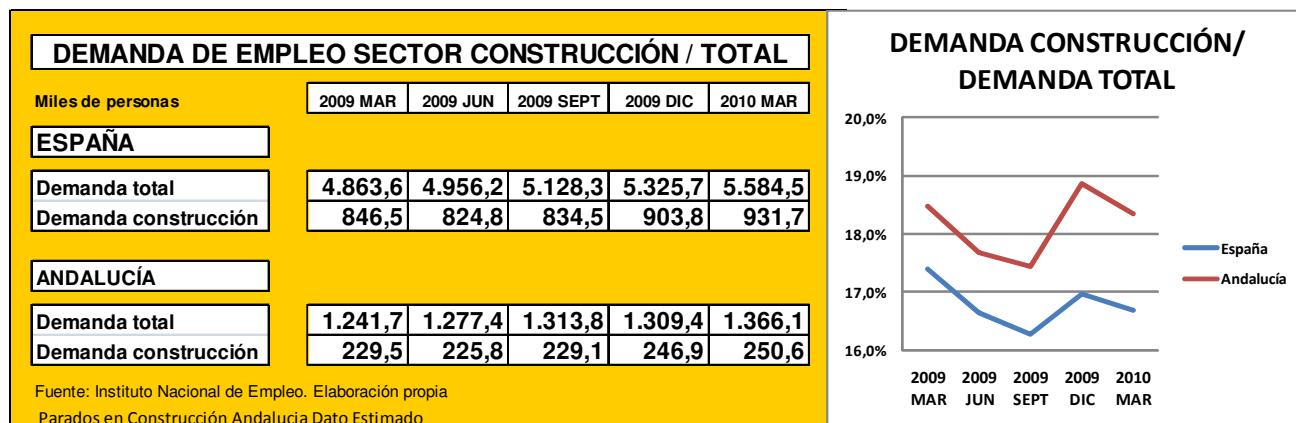 DEMANDA DE EMPLEO SECTOR CONSTRUCCIÓN / TOTAL
Miles de personas 2009 MAR 2009 JUN 2009 SEPT 2009 DIC 2010 MAR
ESPAÑA
Demanda total 4.863,6 4.956,2 5.128,3 5.325,7 5.584,5
Demanda construcción 846,5 824,8 834,5 903,8 931,7
ANDALUCÍA
Demanda total 1.241,7 1.277,4 1.313,8 1.309,4 1.366,1
Demanda construcción 229,5 225,8 229,1 246,9 250,6
Fuente: Instituto Nacional de Empleo. Elaboración propia
Parados en Construcción Andalucia Dato Estimado
DEMANDA CONSTRUCCIÓN/
DEMANDA TOTAL
20,0%
19,0%
18,0%
17,0%
16,0%
2009 2009 2009 2009 2010
MAR JUN SEPT DIC MAR
España
Andalucía